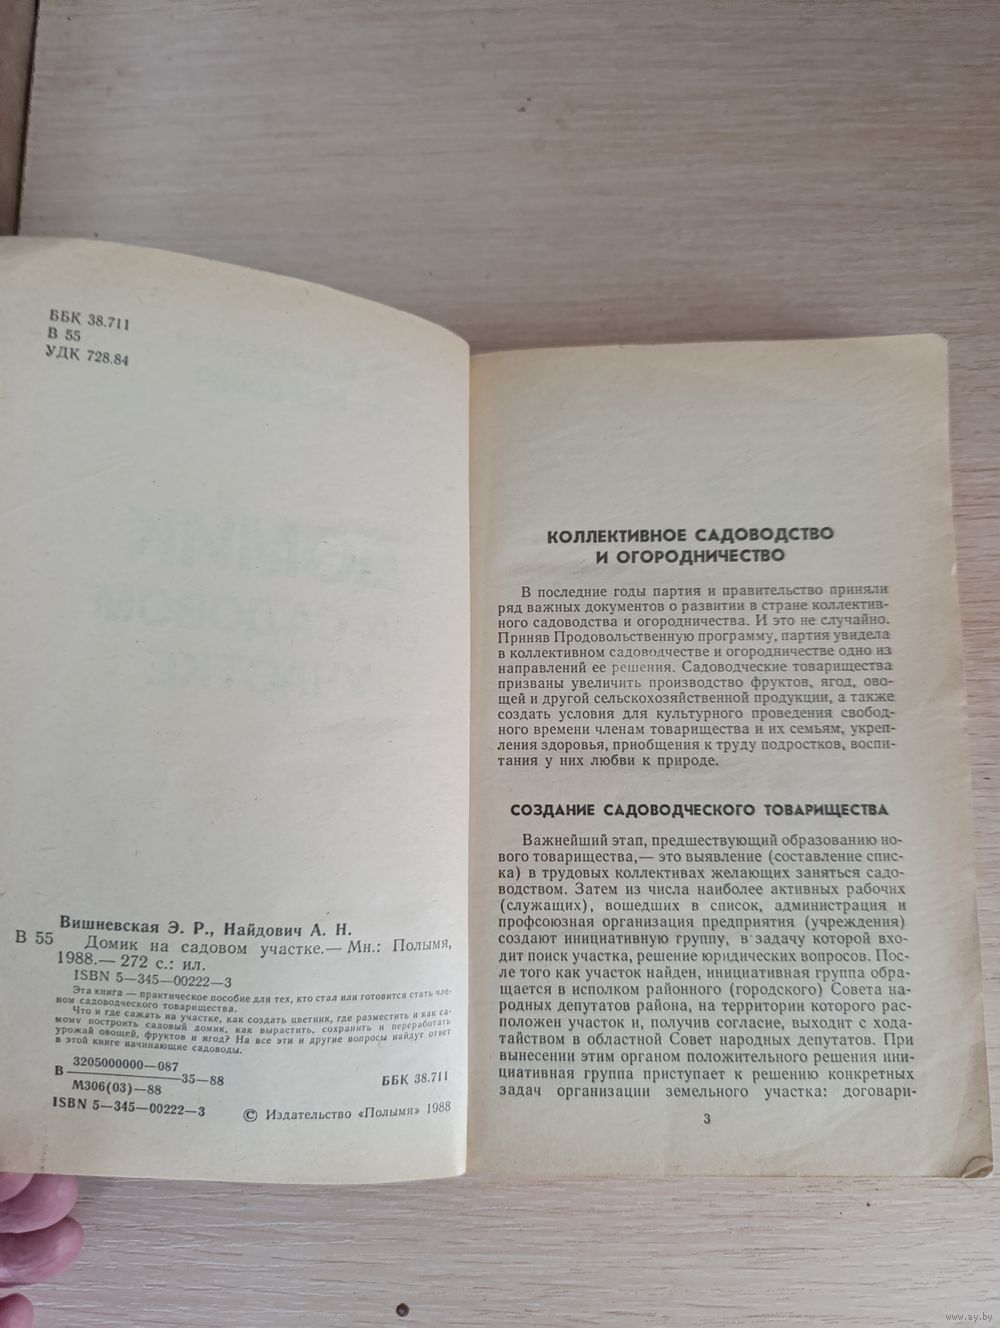 ББК 38.711
В 55
УДК 728.84
Вишневская Э. Р., Найдович А. Н.
В 55
Домик на садовом участке.— Мн.: Полымя,
1988.— 272 с.: ил.
ISBN 5—345—00222—3
Эта книга — практическое пособие для тех, кто стал или готовится стать чле-
ном садоводческого товарищества.
Что и где сажать на участке, как создать цветник, где разместить и как са-
мому построить садовый домик, как вырастить, сохранить и переработать
урожай овощей, фруктов и ягод? На все эти и другие вопросы найдут ответ
в этой книге начинающие садоводы.
3205000000—087
В 35—88
М306(03)—88
ББК 38.711
ISBN 5—345—00222—3
© Издательство «Полымя» 1988
КОЛЛЕКТИВНОЕ САДОВОДСТВО
И ОГОРОДНИЧЕСТВО
В последние годы партия и правительство приняли
ряд важных документов о развитии в стране коллектив-
ного садоводства и огородничества. И это не случайно.
Приняв Продовольственную программу, партия увидела
в коллективном садоводчестве и огородничестве одно из
направлений ее решения. Садоводческие товарищества
призваны увеличить производство фруктов, ягод, ово-
щей и другой сельскохозяйственной продукции, а также
создать условия для культурного проведения свобод-
ного времени членам товарищества и их семьям, укреп-
ления здоровья, приобщения к труду подростков, воспи-
тания у них любви к природе.
СОЗДАНИЕ САДОВОДЧЕСКОГО ТОВАРИЩЕСТВА
Важнейший этап, предшествующий образованию но-
вого товарищества,— это выявление (составление спис-
ка) в трудовых коллективах желающих заняться садо-
водством. Затем из числа наиболее активных рабочих
(служащих), вошедших в список, администрация и
профсоюзная организация предприятия (учреждения)
создают инициативную группу, в задачу которой вхо-
дит поиск участка, решение юридических вопросов. Пос-
ле того как участок найден, инициативная группа обра-
щается в исполком районного (городского) Совета на-
родных депутатов района, на территории которого рас-
положен участок и, получив согласие, выходит с хода-
тайством в областной Совет народных депутатов. При
вынесении этим органом положительного решения ини-
циативная группа приступает к решению конкретных
задач организации земельного участка: договари-
3
www.ay.by